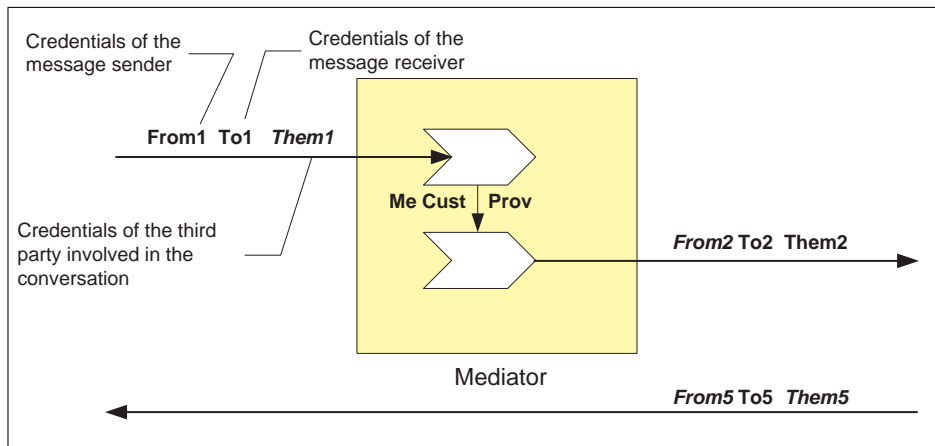 Credentials of the
message sender
Credentials of the
message receiver
From1 To1 Them1
Me Cust Prov
Credentials of the third
party involved in the
conversation
From2 To2 Them2
Mediator
From5 To5 Them5